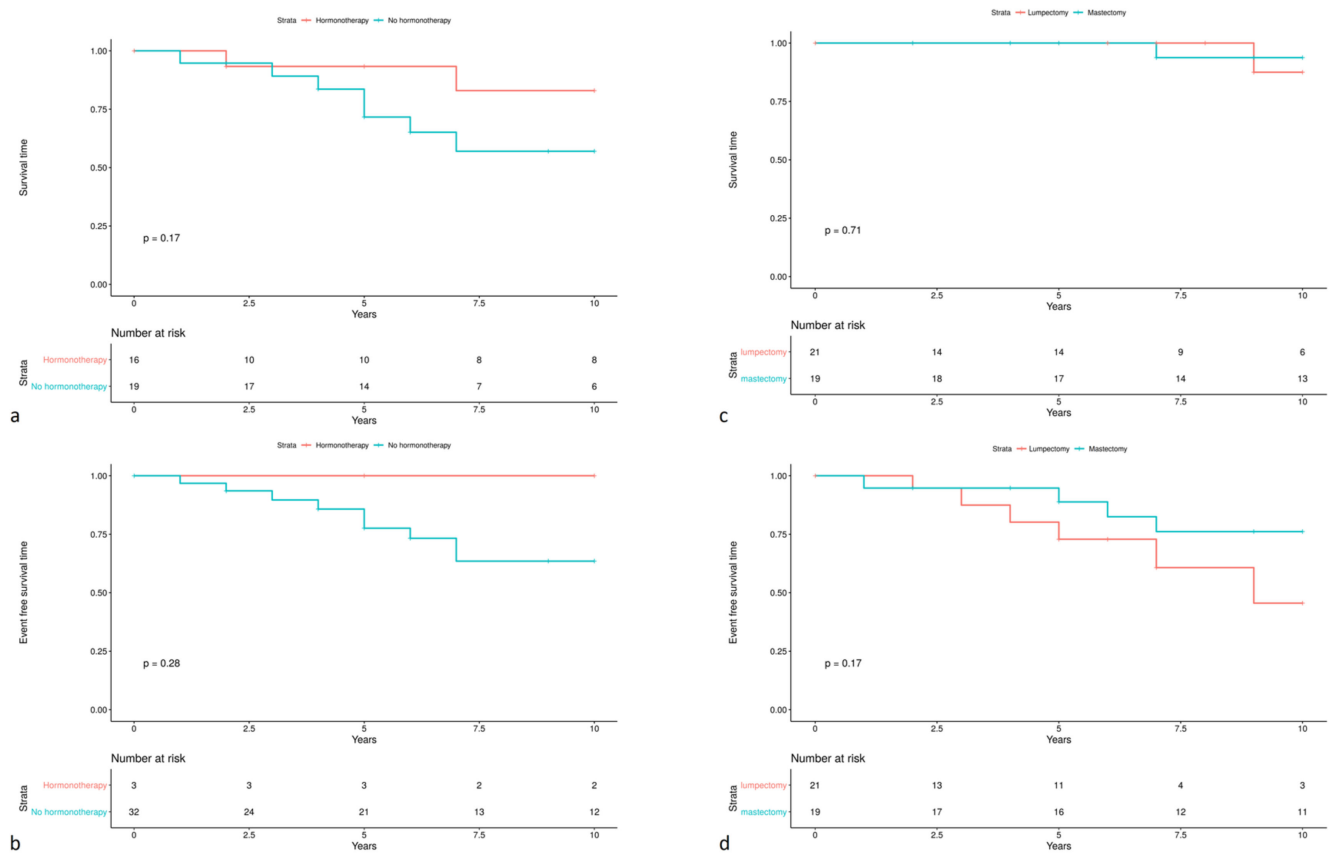 Strata Hormonotherapy No hormonotherapy
1.00
0.75
0.50
0.25
0.00
Survival time
p = 0.17
0 2.5 5 7.5 10
Years
Number at risk
Strata
Hormonotherapy 16 10 10 8 8
No hormonotherapy 19 17 14 7 6
0 2.5 5 7.5 10
Years
a
Strata Hormonotherapy No hormonotherapy
1.00
0.75
0.50
0.25
0.00
Event free survival time
p = 0.28
0 2.5 5 7.5 10
Years
Number at risk
Strata
Hormonotherapy 3 3 3 2 2
No hormonotherapy 32 24 21 13 12
0 2.5 5 7.5 10
Years
b
Strata Lumpectomy Mastectomy
1.00
0.75
0.50
0.25
0.00
Survival time
p = 0.71
0 2.5 5 7.5 10
Years
Number at risk
Strata
lumpectomy 21 14 14 9 6
mastectomy 19 18 17 14 13
0 2.5 5 7.5 10
Years
c
Strata Lumpectomy Mastectomy
1.00
0.75
0.50
0.25
0.00
Event free survival time
p = 0.17
0 2.5 5 7.5 10
Years
Number at risk
Strata
lumpectomy 21 13 11 4 3
mastectomy 19 17 16 12 11
0 2.5 5 7.5 10
Years
d